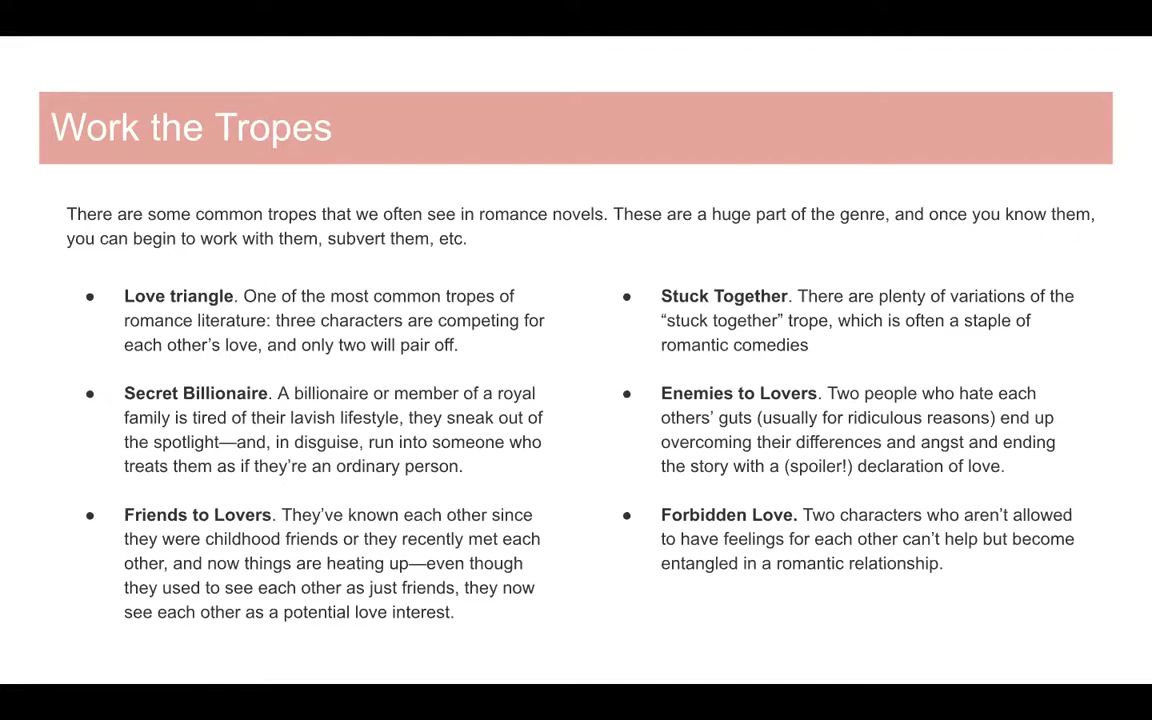 Work the Tropes
There are some common tropes that we often see in romance novels. These are a huge part of the genre, and once you know them,
you can begin to work with them, subvert them, etc.
● Love triangle. One of the most common tropes of
romance literature: three characters are competing for
each other’s love, and only two will pair off.
● Secret Billionaire. A billionaire or member of a royal
family is tired of their lavish lifestyle, they sneak out of
the spotlight—and, in disguise, run into someone who
treats them as if they’re an ordinary person.
● Friends to Lovers. They’ve known each other since
they were childhood friends or they recently met each
other, and now things are heating up—even though
they used to see each other as just friends, they now
see each other as a potential love interest.
● Stuck Together. There are plenty of variations of the
“stuck together” trope, which is often a staple of
romantic comedies
● Enemies to Lovers. Two people who hate each
others’ guts (usually for ridiculous reasons) end up
overcoming their differences and angst and ending
the story with a (spoiler!) declaration of love.
● Forbidden Love. Two characters who aren’t allowed
to have feelings for each other can’t help but become
entangled in a romantic relationship.